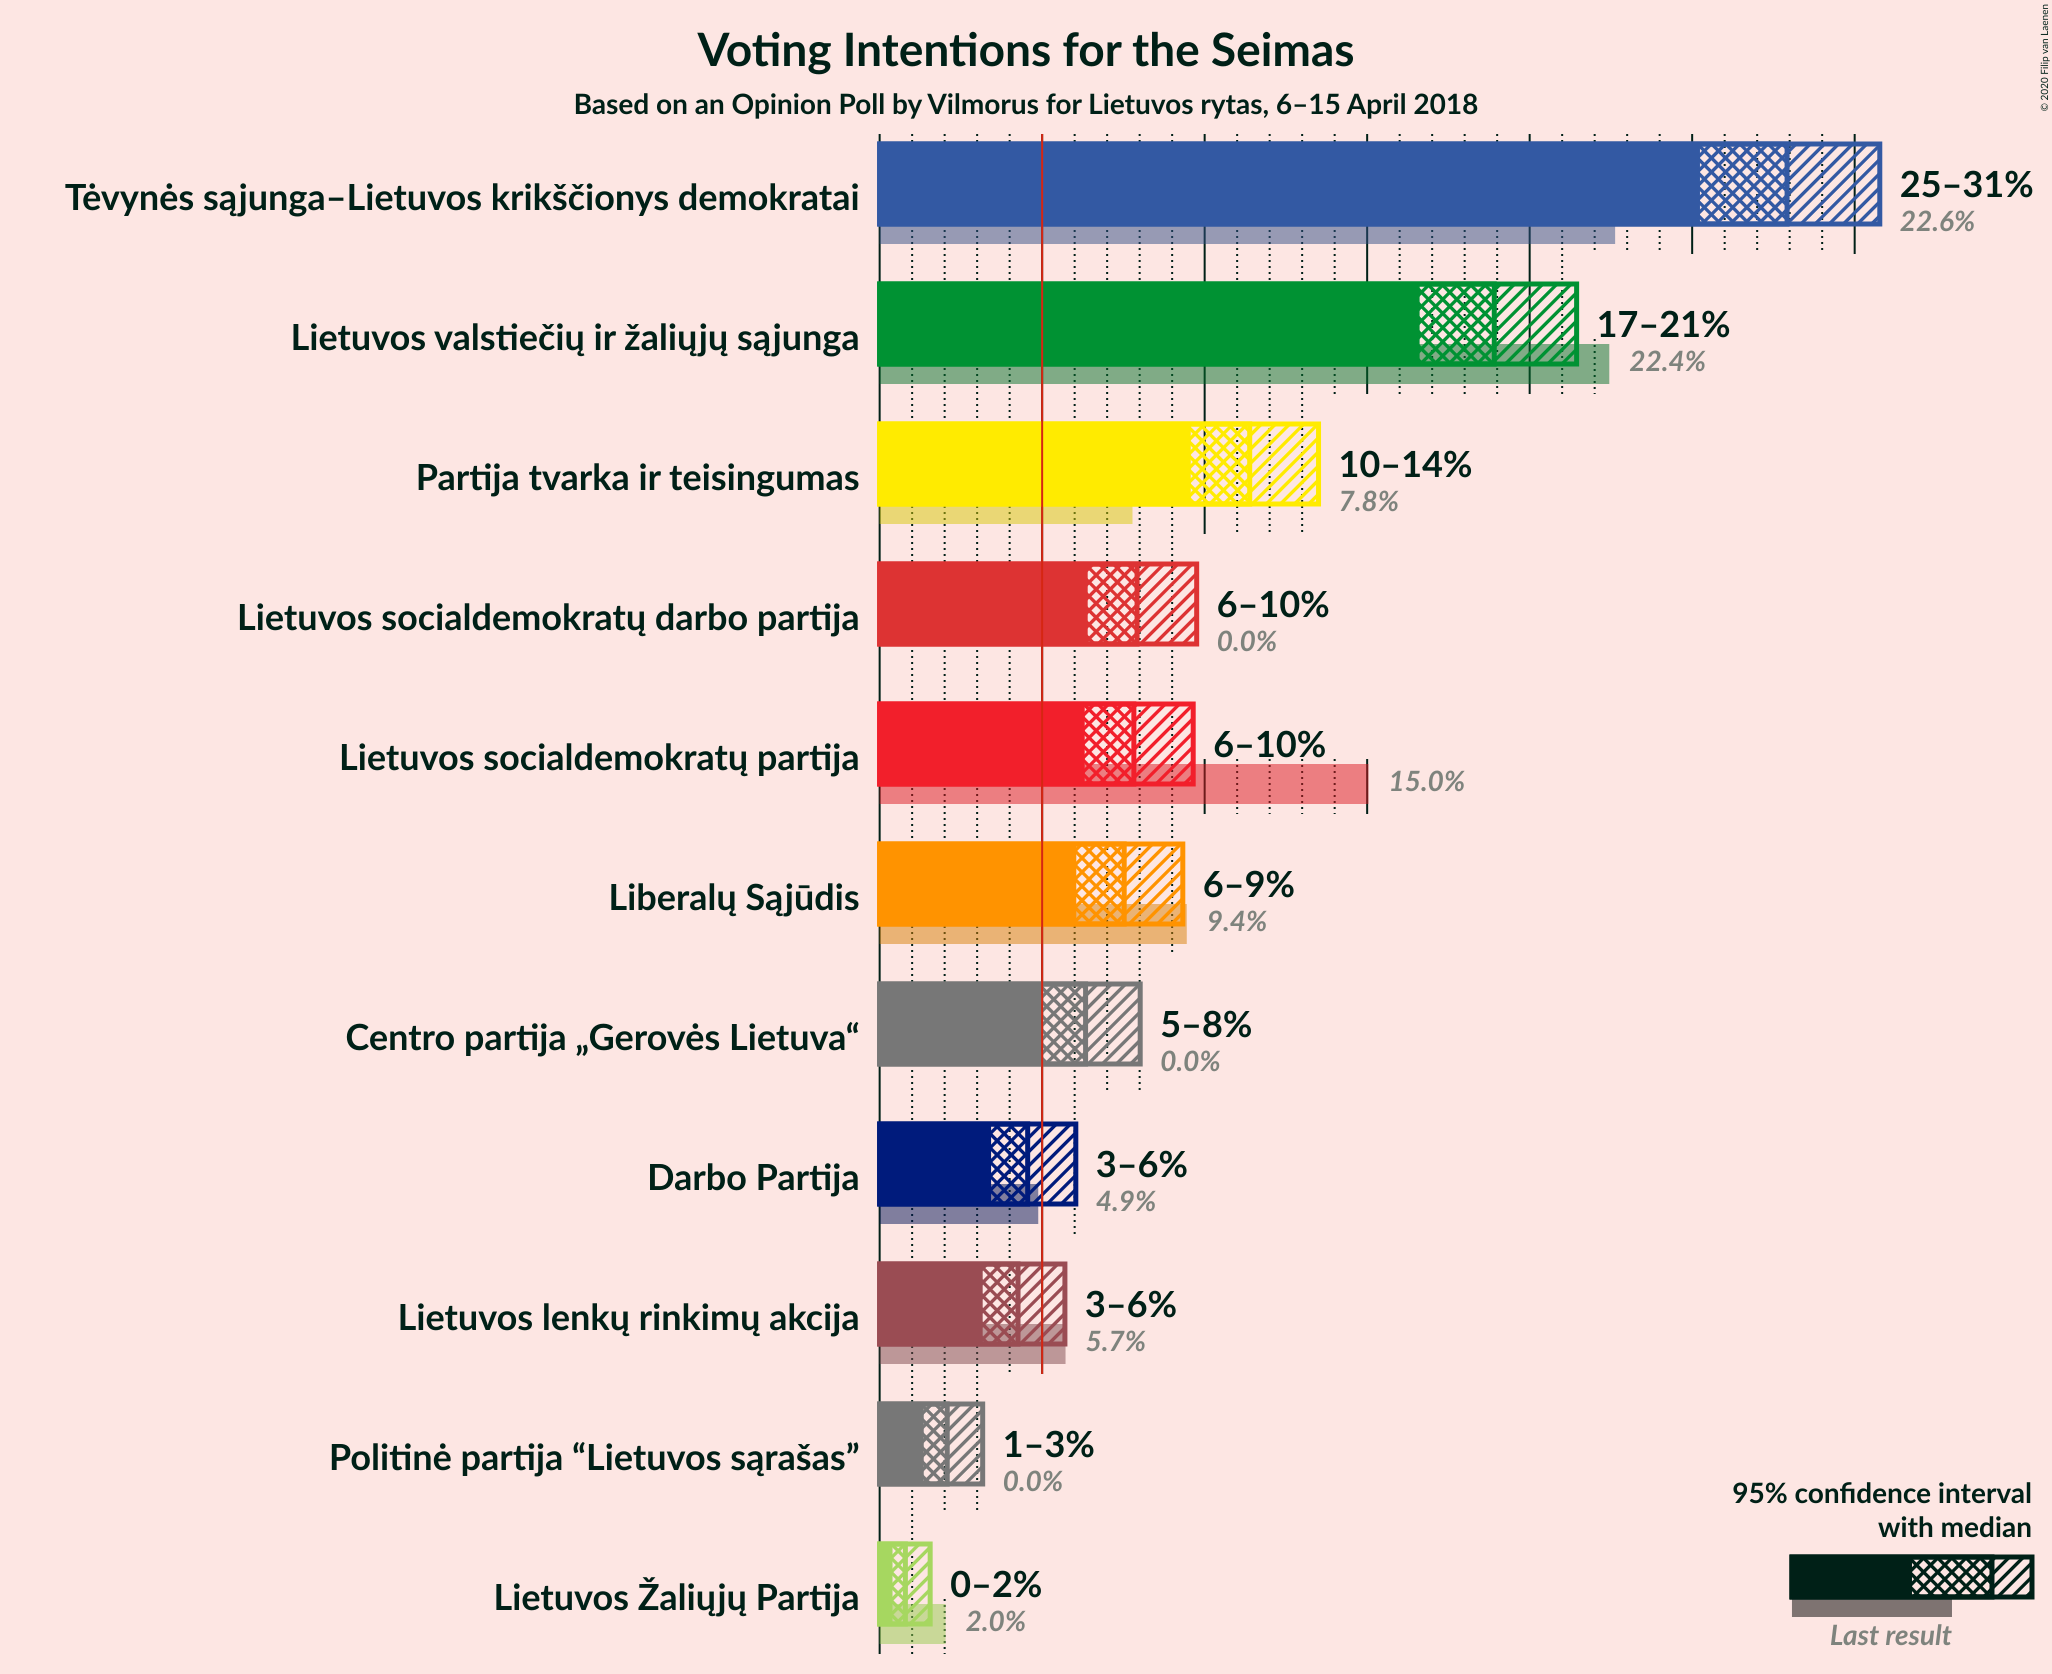 © 2020 Filip van Laenen
Voting Intentions for the Seimas
Based on an Opinion Poll by Vilmorus for Lietuvos rytas, 6–15 April 2018
Tėvynės sąjunga–Lietuvos krikščionys demokratai
25–31%
22.6%
Lietuvos valstiečių ir žaliųjų sąjunga
17–21%
22.4%
Partija tvarka ir teisingumas
10–14%
7.8%
Lietuvos socialdemokratų darbo partija
6–10%
0.0%
Lietuvos socialdemokratų partija
6–10%
15.0%
Liberalų Sąjūdis
6–9%
9.4%
Centro partija „Gerovės Lietuva“
5–8%
0.0%
Darbo Partija
3–6%
4.9%
Lietuvos lenkų rinkimų akcija
3–6%
5.7%
Politinė partija “Lietuvos sąrašas”
1–3%
0.0%
Lietuvos Žaliųjų Partija
0–2%
2.0%
95% confidence interval
with median
Last result